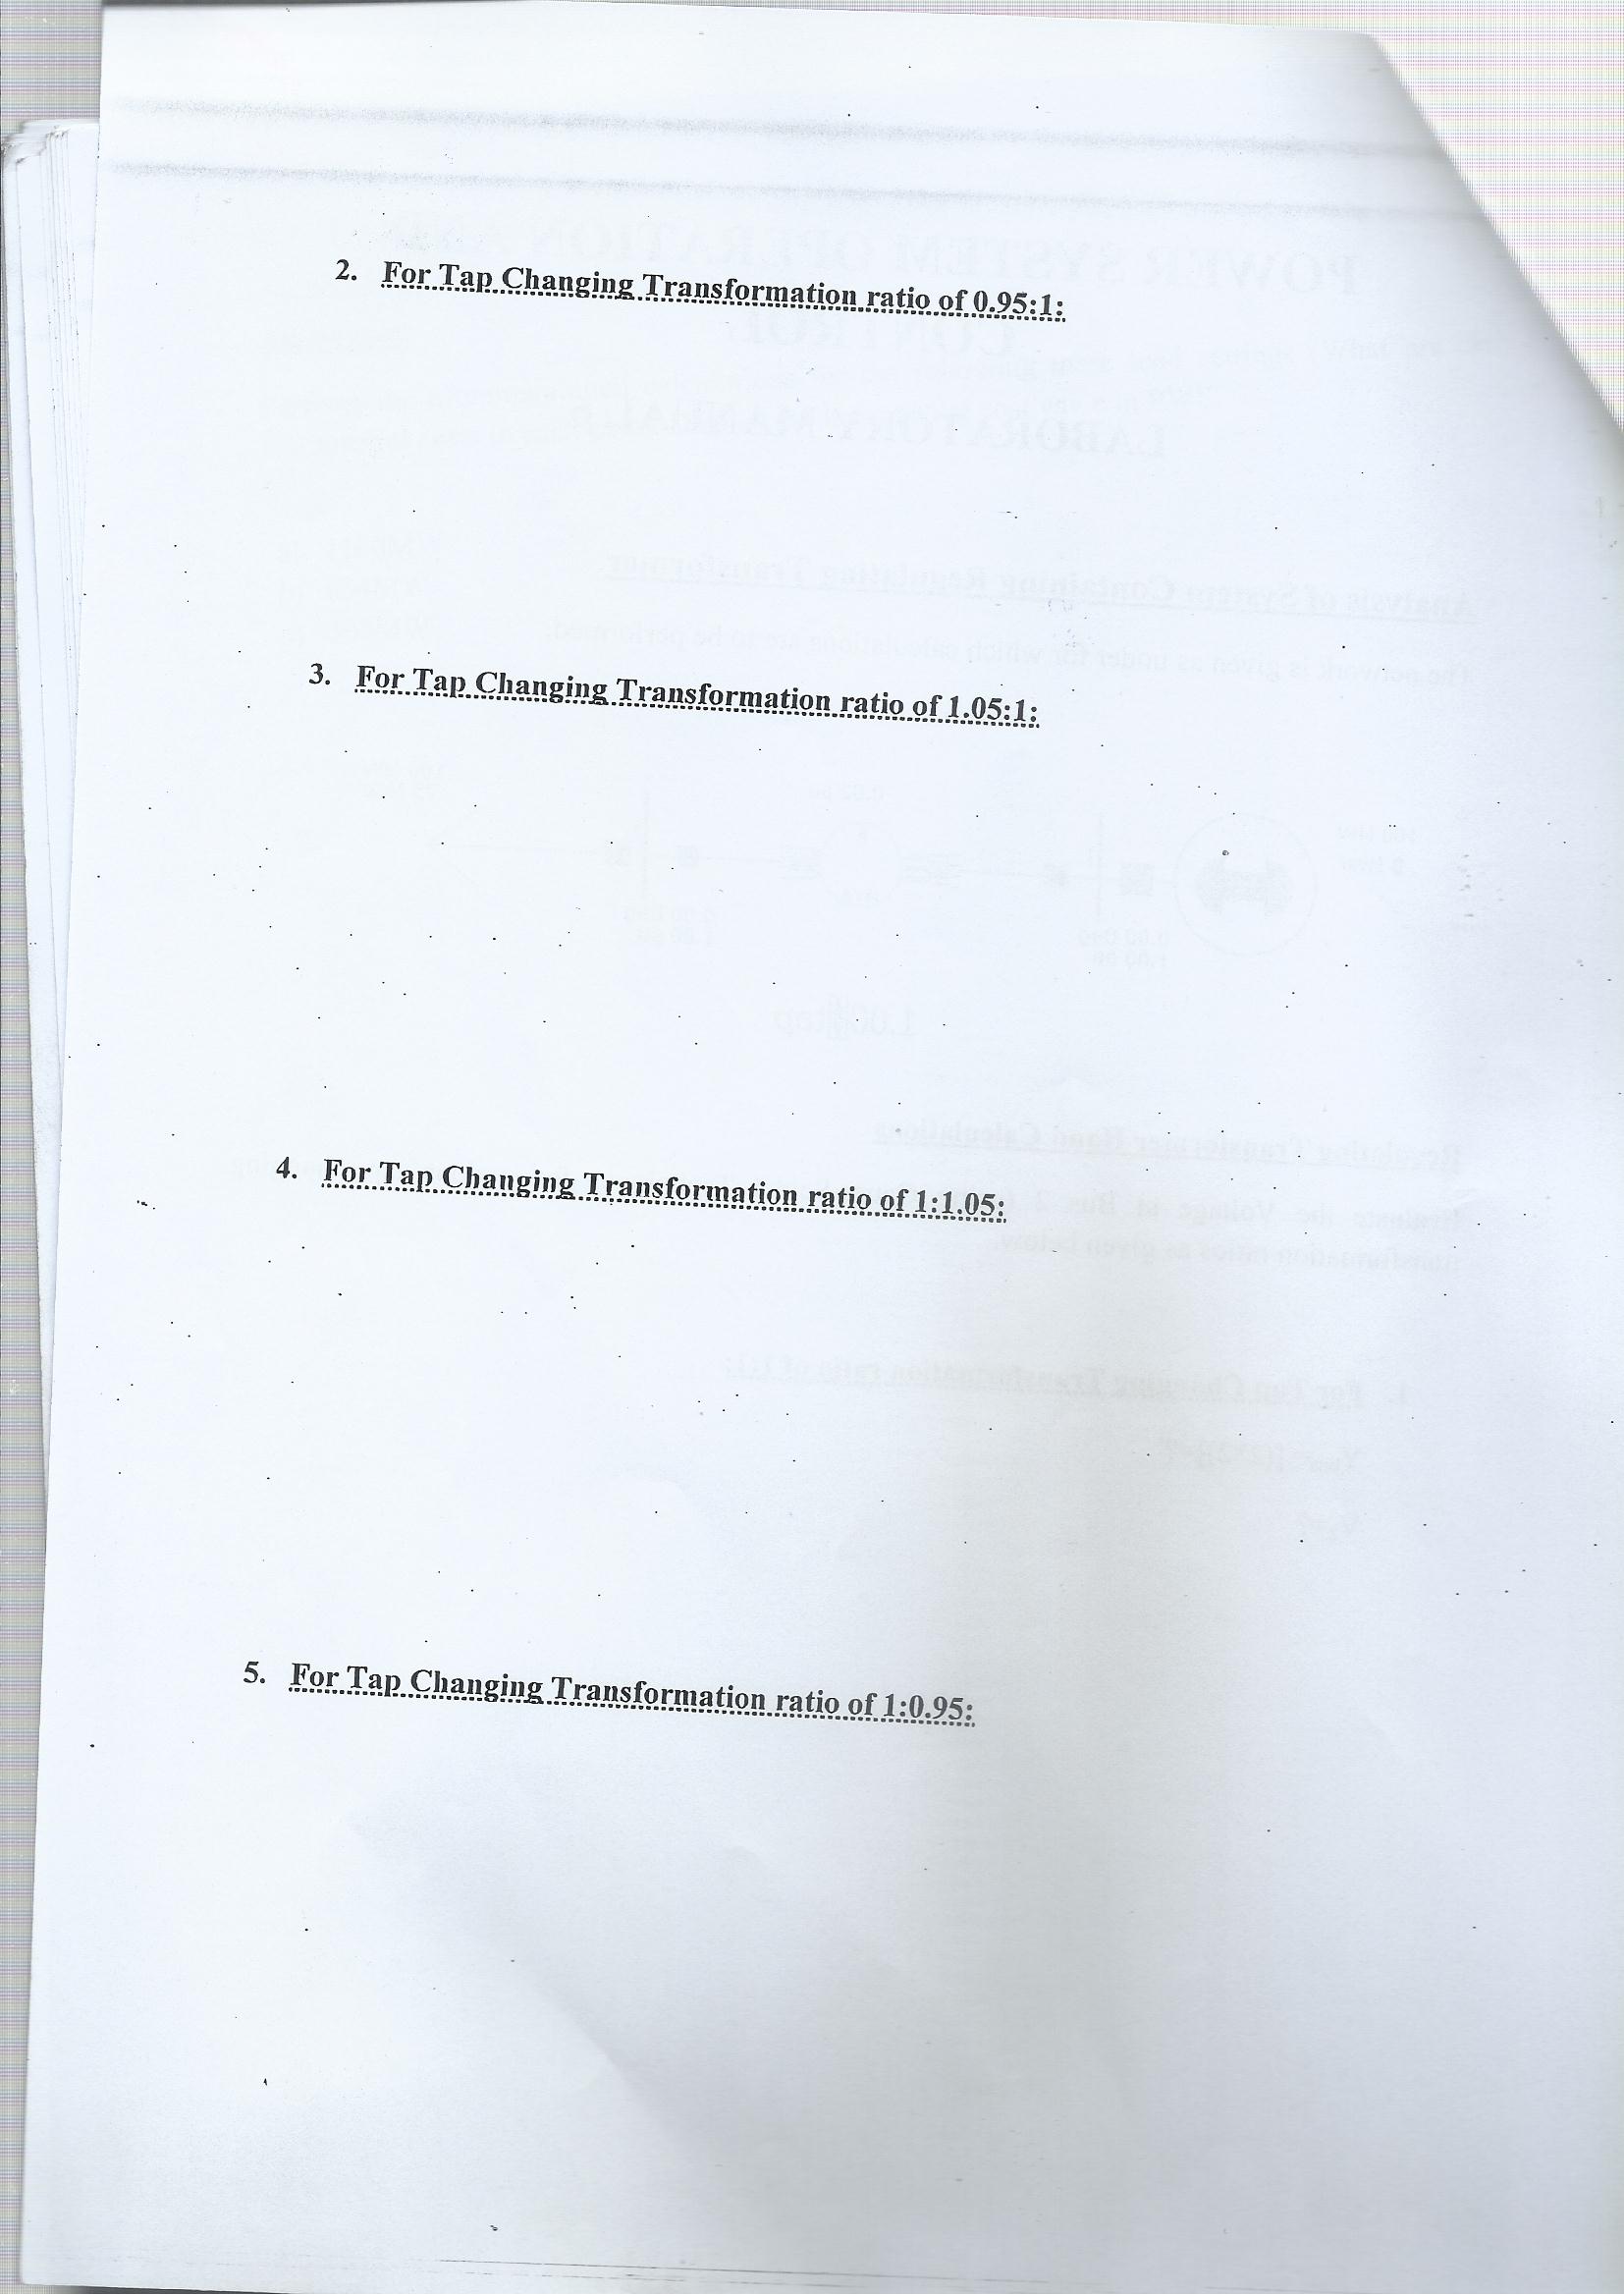 2. For Tap Changing Transformation ratio of 0.95:1:
3. For Tap Changing Transformation ratio of 1.05:1:
4. For Tap Changing Transformation ratio of 1:1.05:
5. For Tap Changing Transformation ratio of 1:0.95: